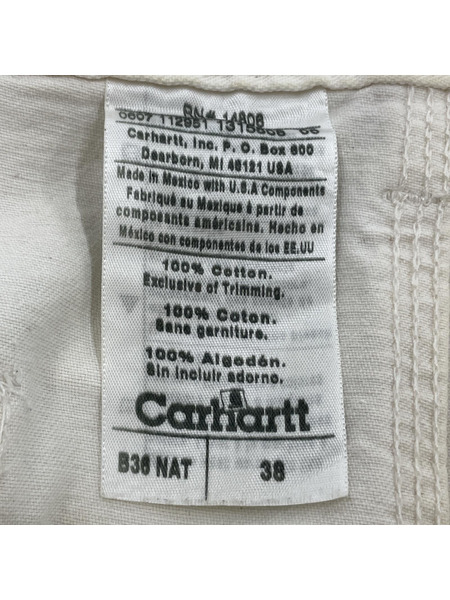 RN# 14806
Carhartt, Inc. P. O. Box 600
Dearborn, MI 48121 USA
Made in Mexico with U.S.A Components
Fabriqué au Mexique à partir de
composants américains. Hecho en
México con componentes de los EE.UU
100% Cotton.
Exclusive of Trimming.
100% Coton.
Sans garniture.
100% Algodón.
Sin incluir adorno.
Carhartt
B36 NAT 38